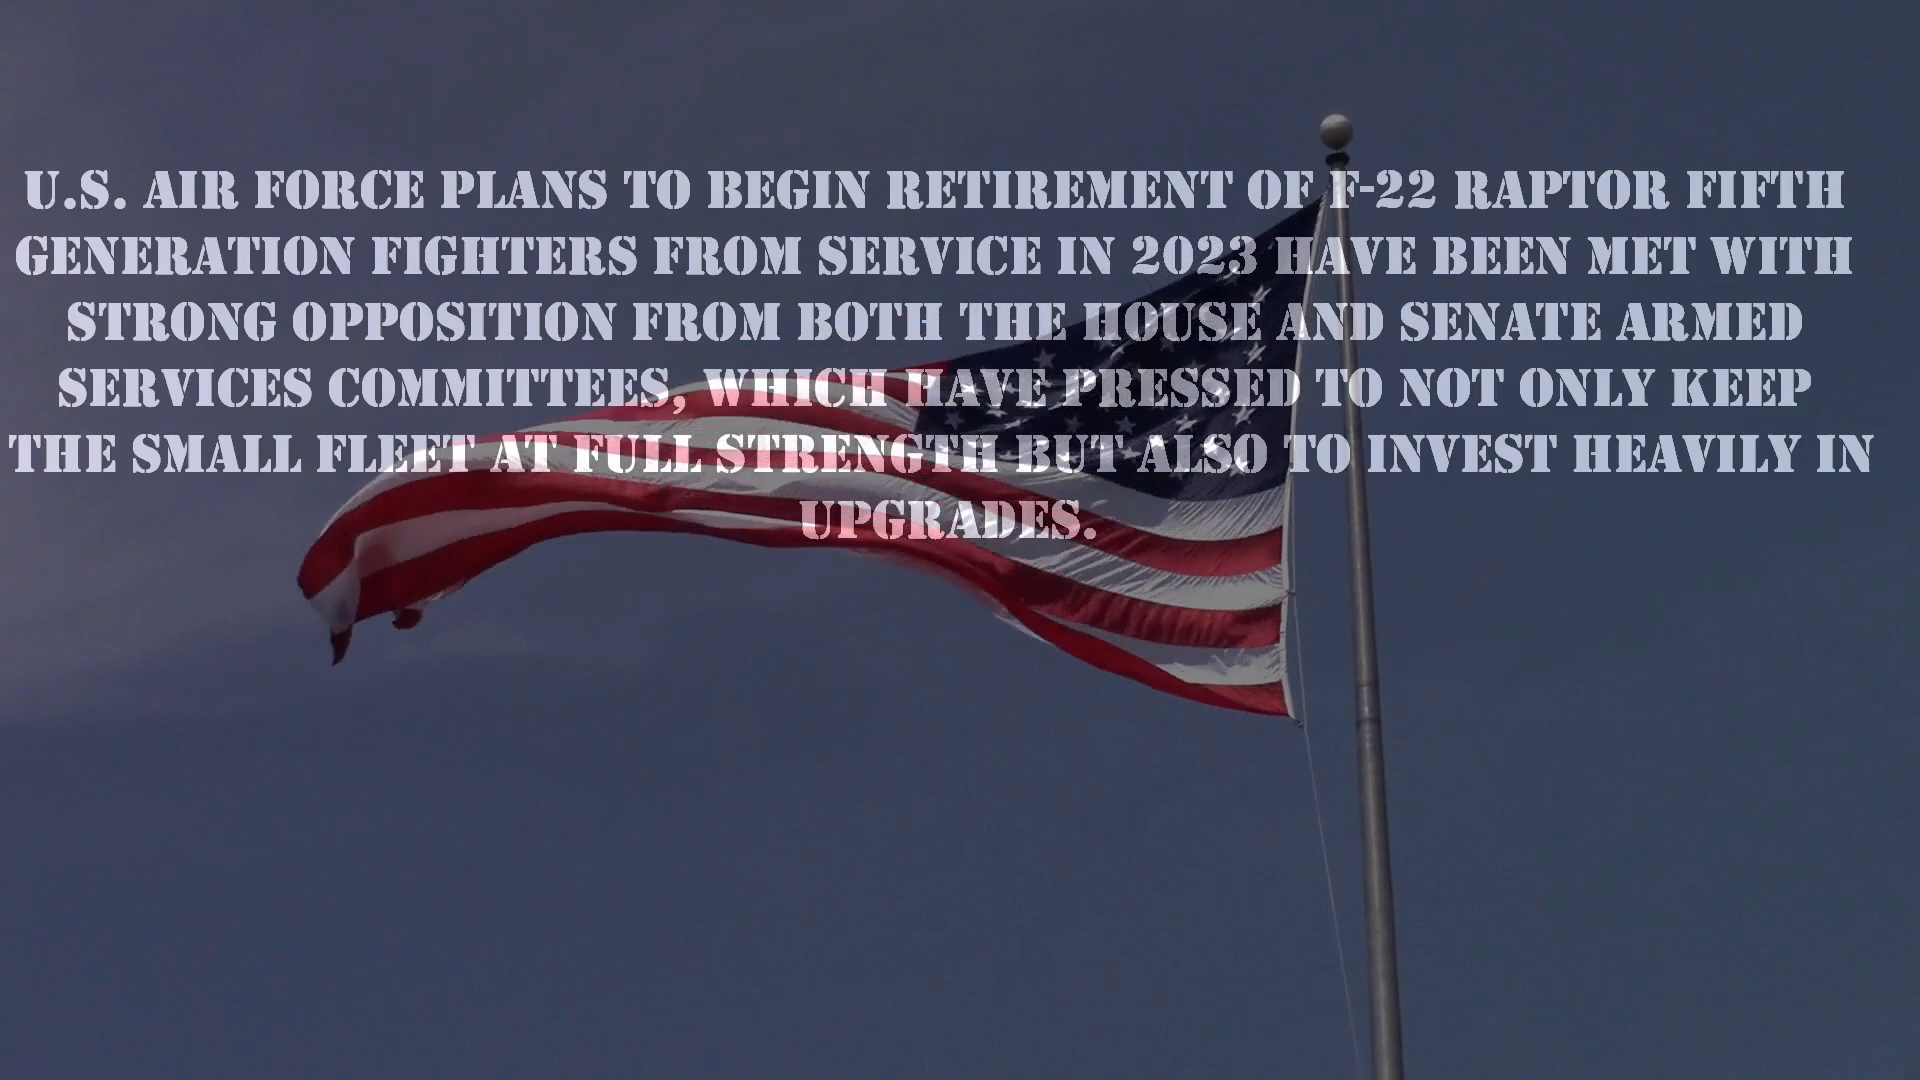 U.S. AIR FORCE PLANS TO BEGIN RETIREMENT OF F-22 RAPTOR FIFTH
GENERATION FIGHTERS FROM SERVICE IN 2023 HAVE BEEN MET WITH
STRONG OPPOSITION FROM BOTH THE HOUSE AND SENATE ARMED
SERVICES COMMITTEES, WHICH HAVE PRESSED TO NOT ONLY KEEP
THE SMALL FLEET AT FULL STRENGTH BUT ALSO TO INVEST HEAVILY IN
UPGRADES.